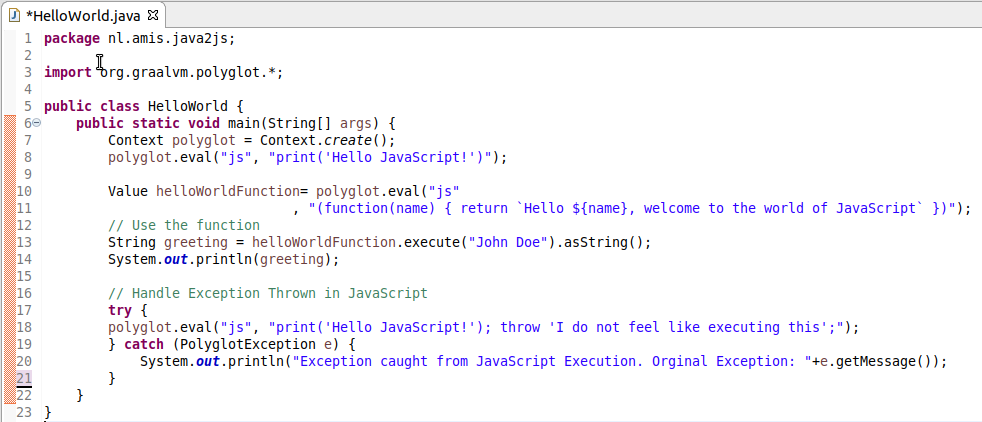 *HelloWorld.java
1 package nl.amis.java2js;
2
3 import org.graalvm.polyglot.*;
4
5 public class HelloWorld {
6 public static void main(String[] args) {
7 Context polyglot = Context.create();
8 polyglot.eval("js", "print('Hello JavaScript!')");
9
10 Value helloWorldFunction= polyglot.eval("js"
11 , "(function(name) { return `Hello ${name}, welcome to the world of JavaScript` })");
12 // Use the function
13 String greeting = helloWorldFunction.execute("John Doe").asString();
14 System.out.println(greeting);
15
16 // Handle Exception Thrown in JavaScript
17 try {
18 polyglot.eval("js", "print('Hello JavaScript!'); throw 'I do not feel like executing this';");
19 } catch (PolyglotException e) {
20 System.out.println("Exception caught from JavaScript Execution. Orginal Exception: "+e.getMessage());
21 }
22 }
23 }